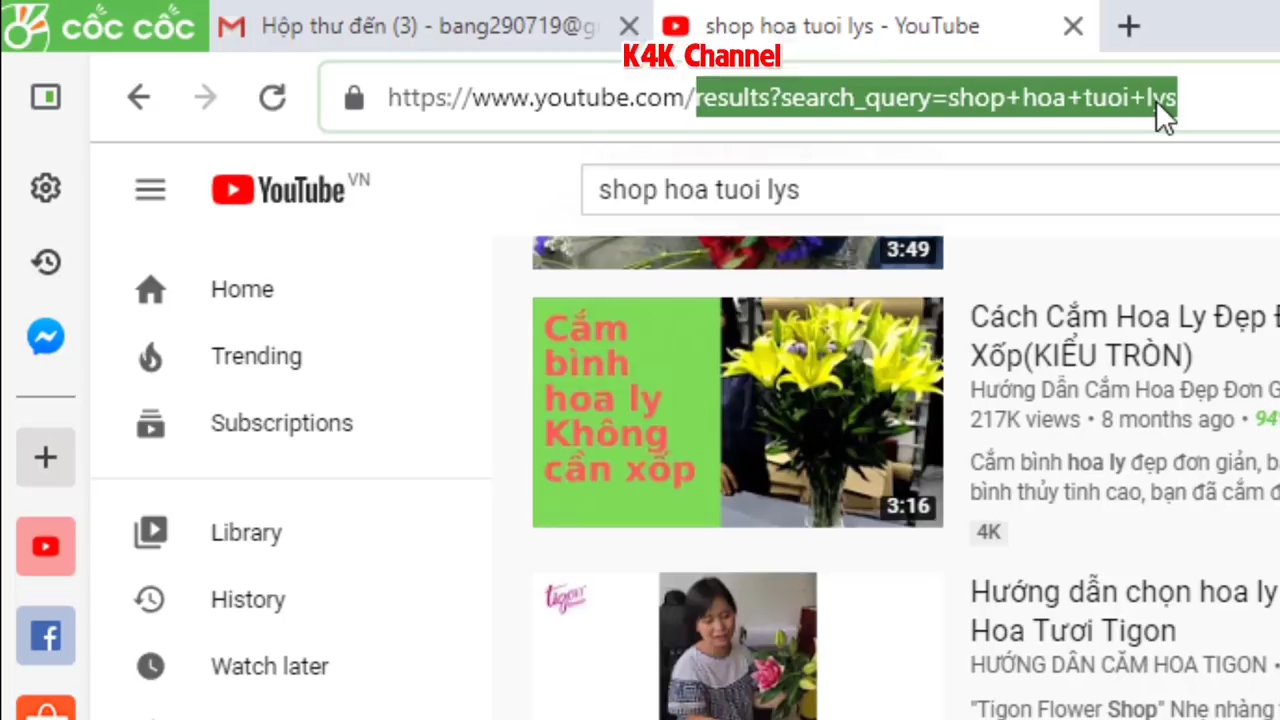 cốc cốc
Hộp thư đến (3) - bang290719@g
shop hoa tuoi lys - YouTube
K4K Channel
https://www.youtube.com/results?search_query=shop+hoa+tuoi+lys
YouTube VN
shop hoa tuoi lys
Home
Trending
Subscriptions
Library
History
Watch later
3:49
Cắm
bình
hoa ly
Không
cần xốp
3:16
Cách Cắm Hoa Ly Đẹp
Xốp(KIỂU TRÒN)
Hướng Dẫn Cắm Hoa Đẹp Đơn G
217K views • 8 months ago • 94
Cắm bình hoa ly đẹp đơn giản,
bình thủy tinh cao, bạn đã cắm
4K
tigon
Hướng dẫn chọn hoa ly
Hoa Tươi Tigon
HƯỚNG DẪN CẮM HOA TIGON •
"Tigon Flower Shop" Nhẹ nhàng